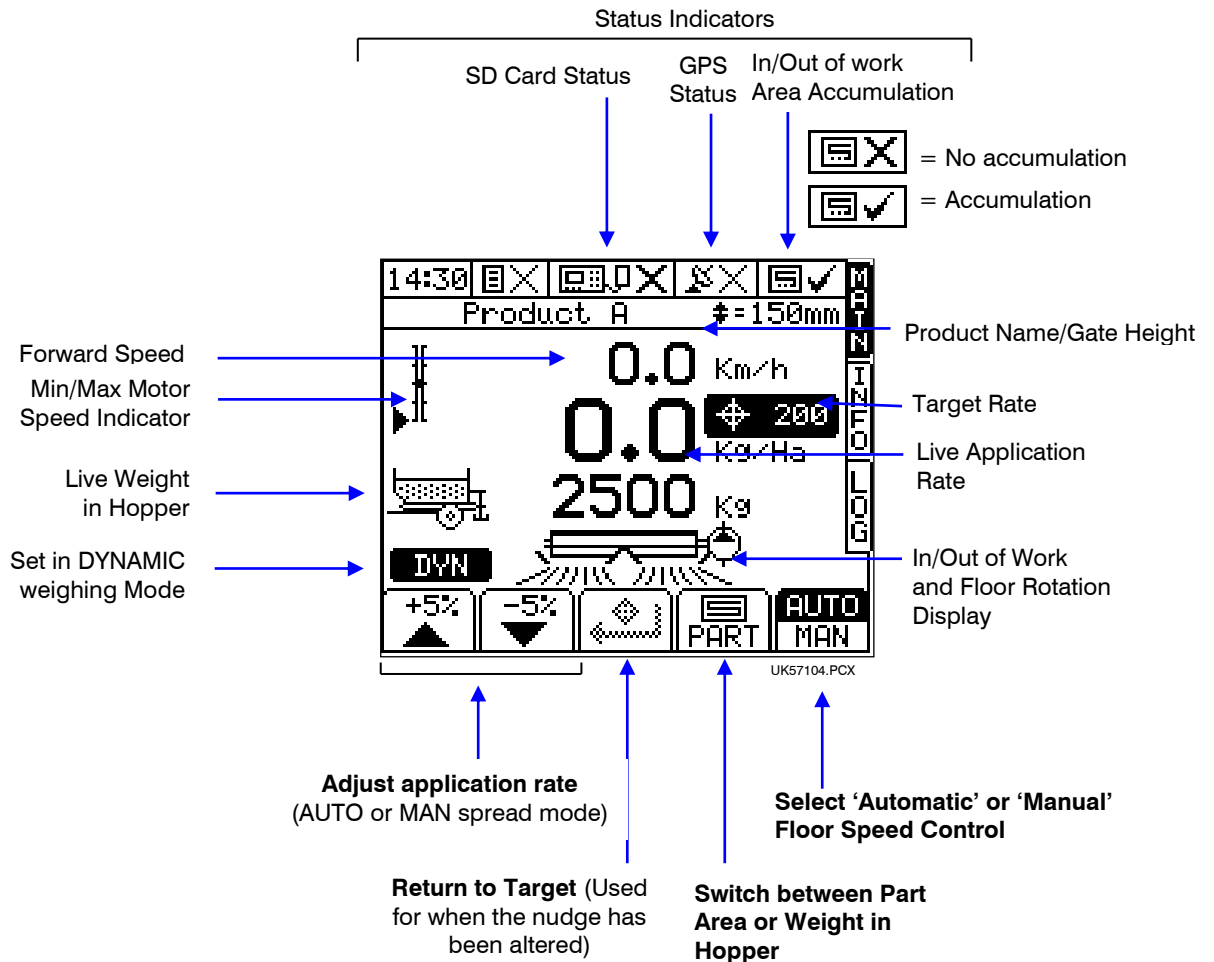 Status Indicators
SD Card Status
GPS
Status
In/Out of work
Area Accumulation
= No accumulation
= Accumulation
14:30
Product A
=150mm
MAIN
INFO
LOG
Product Name/Gate Height
Forward Speed
0.0 Km/h
Min/Max Motor
Speed Indicator
200
Target Rate
0.0 Kg/Ha
Live Application
Rate
Live Weight
in Hopper
2500 Kg
Set in DYNAMIC
weighing Mode
DYN
In/Out of Work
and Floor Rotation
Display
+5%
-5%
PART
AUTO
MAN
UK57104.PCX
Adjust application rate
(AUTO or MAN spread mode)
Select ‘Automatic’ or ‘Manual’
Floor Speed Control
Return to Target (Used
for when the nudge has
been altered)
Switch between Part
Area or Weight in
Hopper